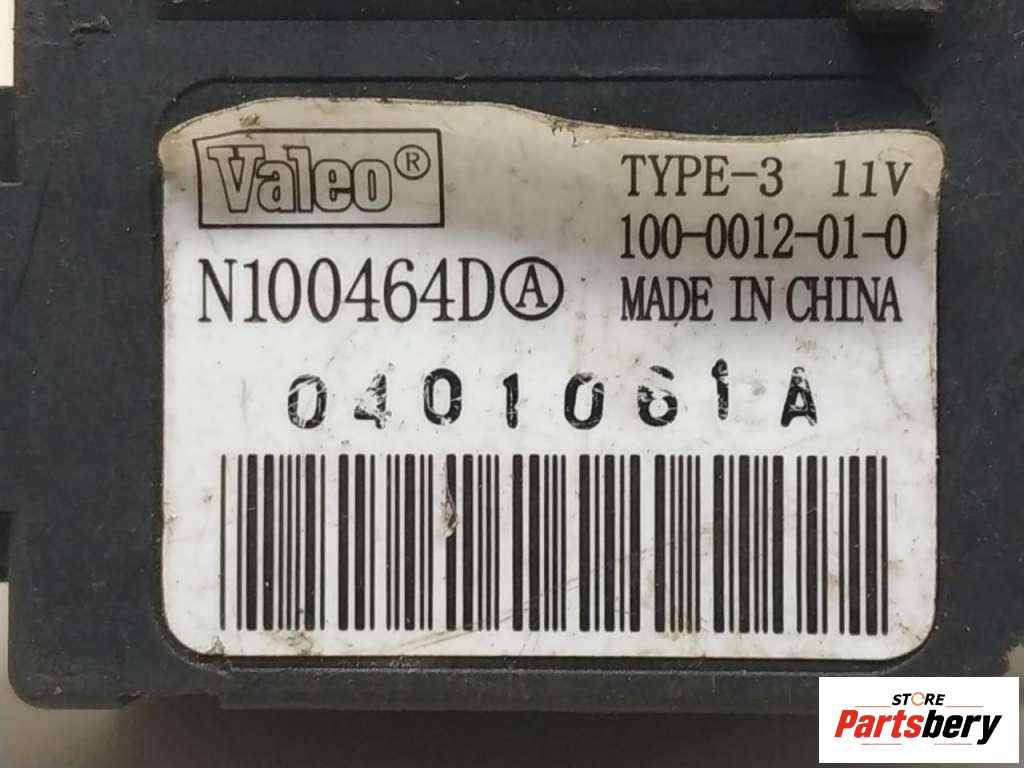 Valeo®
TYPE-3 11V
100-0012-01-0
N100464DⒶ
MADE IN CHINA
0401061A
STORE
Partsbery